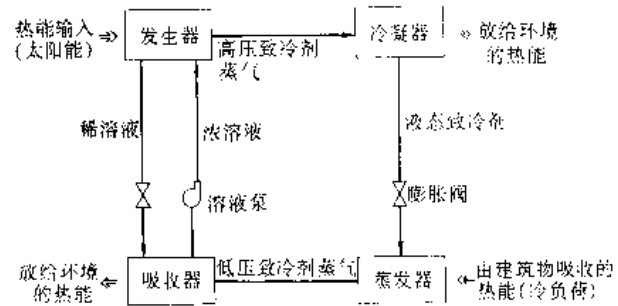 热能输入
(太阳能)
发生器
高压致冷剂
蒸气
冷凝器
放给环境
的热能
稀溶液
浓溶液
液态致冷剂
溶液泵
膨胀阀
放给环境
的热能
吸收器
低压致冷剂蒸气
蒸发器
由建筑物吸收的
热能(冷负荷)